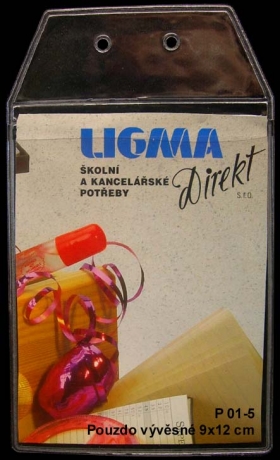 LIGMA
ŠKOLNÍ
A KANCELÁŘSKÉ
POTŘEBY
Direkt
s.r.o.
P 01-5
Pouzdo vývěsné 9x12 cm